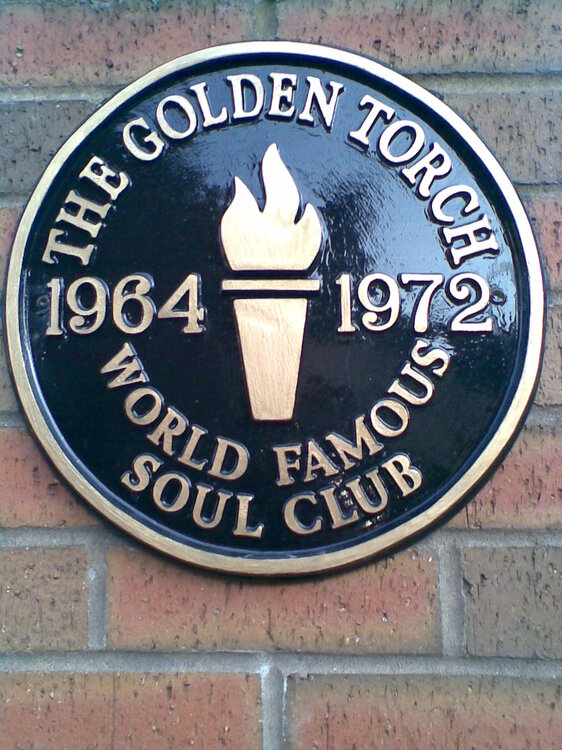 THE GOLDEN TORCH
1964 1972
WORLD FAMOUS
SOUL CLUB